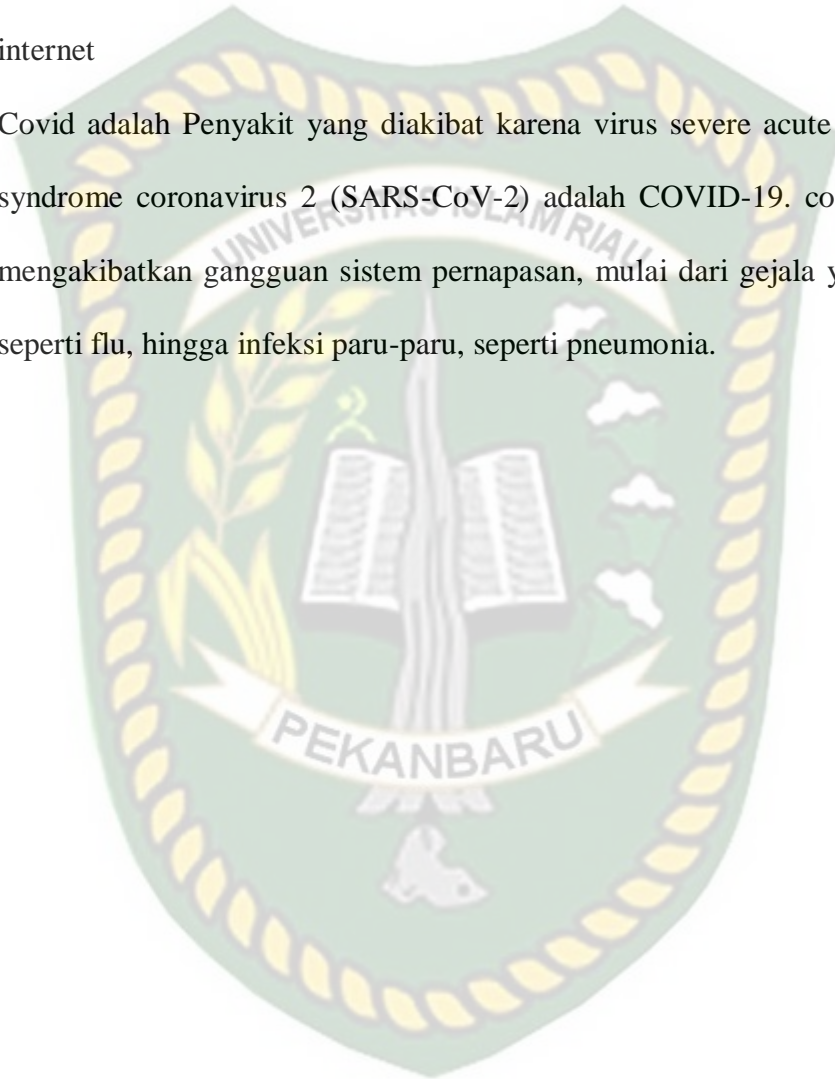 internet
Covid adalah Penyakit yang diakibat karena virus severe acute
syndrome coronavirus 2 (SARS-CoV-2) adalah COVID-19. co
mengakibatkan gangguan sistem pernapasan, mulai dari gejala y
seperti flu, hingga infeksi paru-paru, seperti pneumonia.
UNIVERSITAS ISLAM RIAU
PEKANBARU